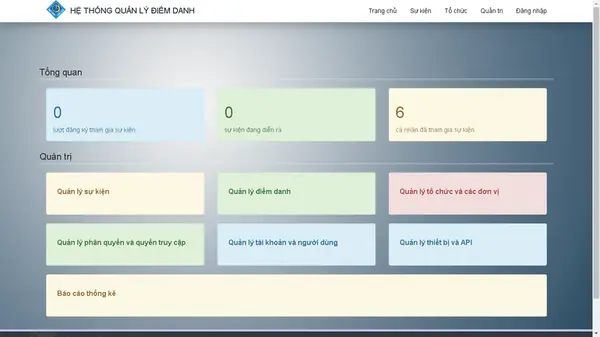 HỆ THỐNG QUẢN LÝ ĐIỂM DANH
Trang chủ Sự kiện Tổ chức Quản trị Đăng nhập
Tổng quan
0 0 6
lượt đăng ký tham gia sự kiện sự kiện đang diễn ra cá nhân đã tham gia sự kiện
Quản trị
Quản lý sự kiện Quản lý điểm danh Quản lý tổ chức và các đơn vị
Quản lý phân quyền và quyền truy cập Quản lý tài khoản và người dùng Quản lý thiết bị và API
Báo cáo thống kê